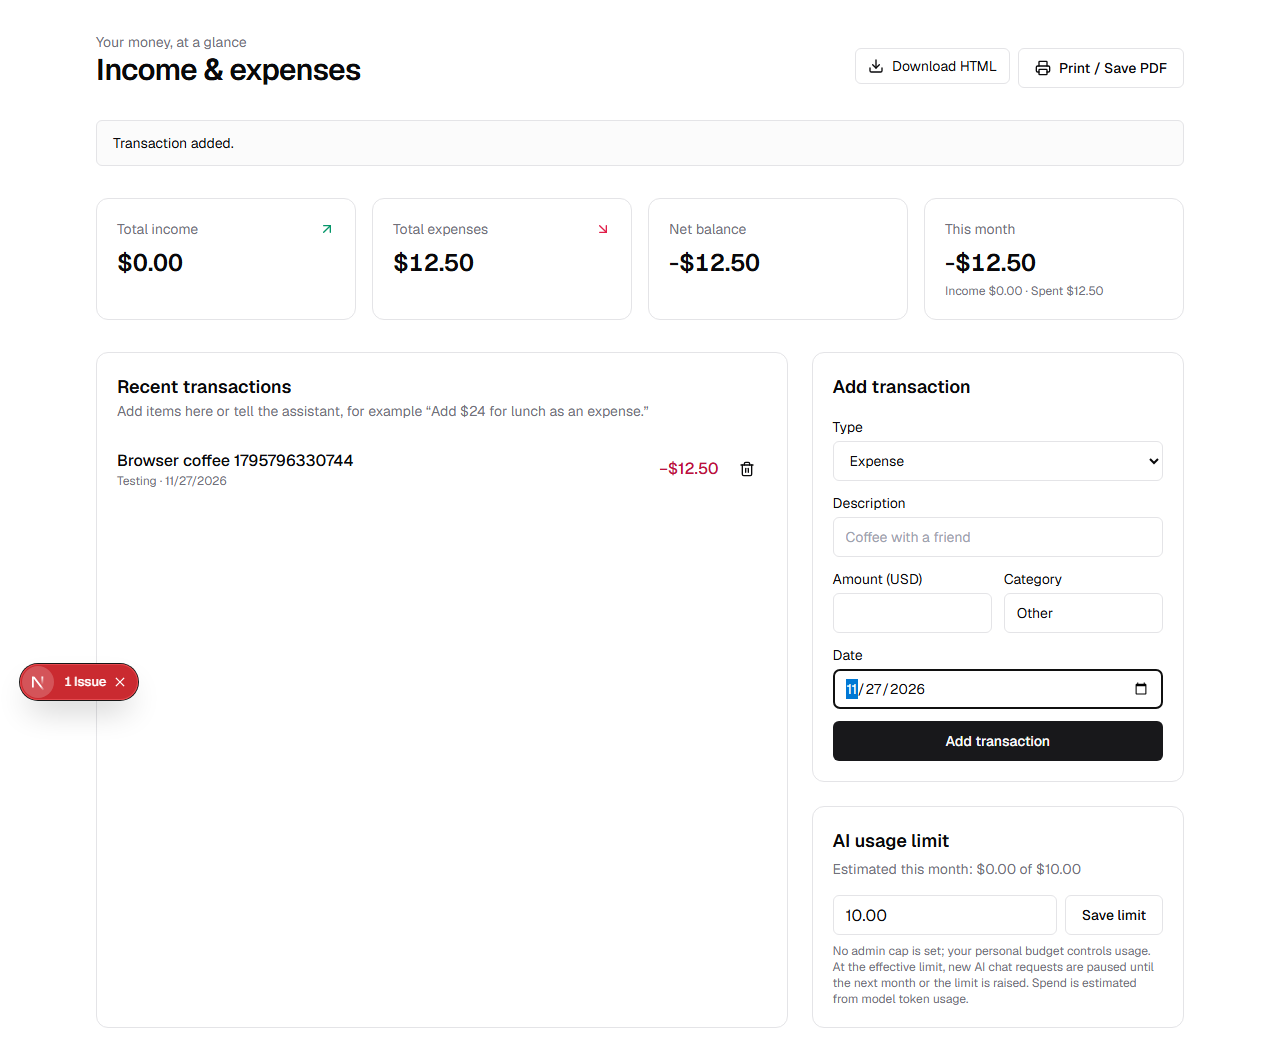 Your money, at a glance
Income & expenses
Download HTML
Print / Save PDF
Transaction added.
Total income
$0.00
Total expenses
$12.50
Net balance
-$12.50
This month
-$12.50
Income $0.00 · Spent $12.50
Recent transactions
Add items here or tell the assistant, for example “Add $24 for lunch as an expense.”
Browser coffee 1795796330744
Testing · 11/27/2026
−$12.50
Add transaction
Type
Expense
Description
Coffee with a friend
Amount (USD)
Category
Other
Date
11/27/2026
Add transaction
N
1 Issue
AI usage limit
Estimated this month: $0.00 of $10.00
10.00
Save limit
No admin cap is set; your personal budget controls usage.
At the effective limit, new AI chat requests are paused until
the next month or the limit is raised. Spend is estimated
from model token usage.